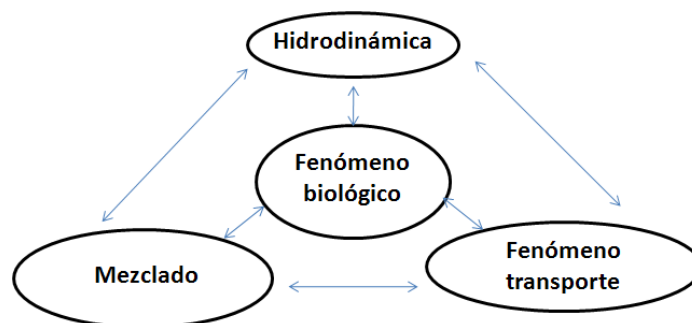 Hidrodinámica
Fenómeno
biológico
Mezclado
Fenómeno
transporte